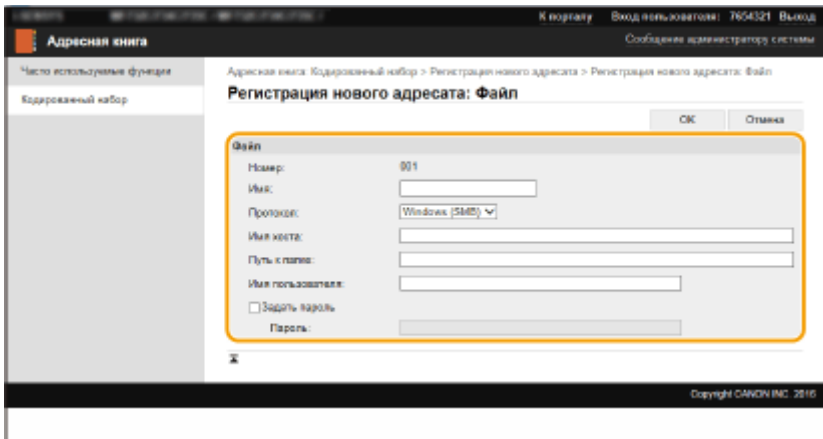 К порталу Вход пользователя: 7654321 Выход
Адресная книга
Сообщение администратору системы
Часто используемые функции
Кодированный набор
Адресная книга: Кодированный набор > Регистрация нового адресата > Регистрация нового адресата: Файл
Регистрация нового адресата: Файл
OK Отмена
Файл
Номер: 001
Имя:
Протокол: Windows (SMB)
Имя хоста:
Путь к папке:
Имя пользователя:
Задать пароль
Пароль:
Copyright CANON INC. 2016